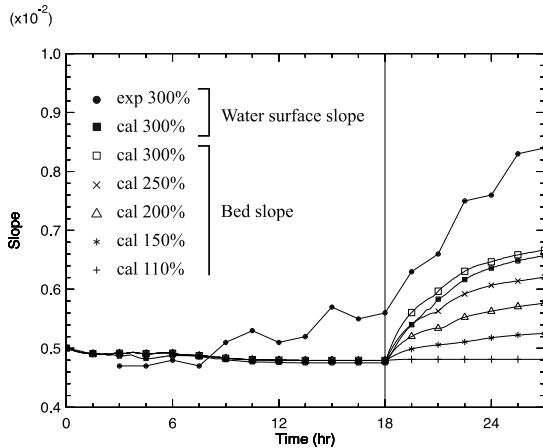 (x10-2)
1.0
0.9
0.8
0.7
0.6
0.5
0.4
Slope
exp 300%
cal 300%
Water surface slope
cal 300%
cal 250%
cal 200%
cal 150%
cal 110%
Bed slope
0
6
12
18
24
Time (hr)